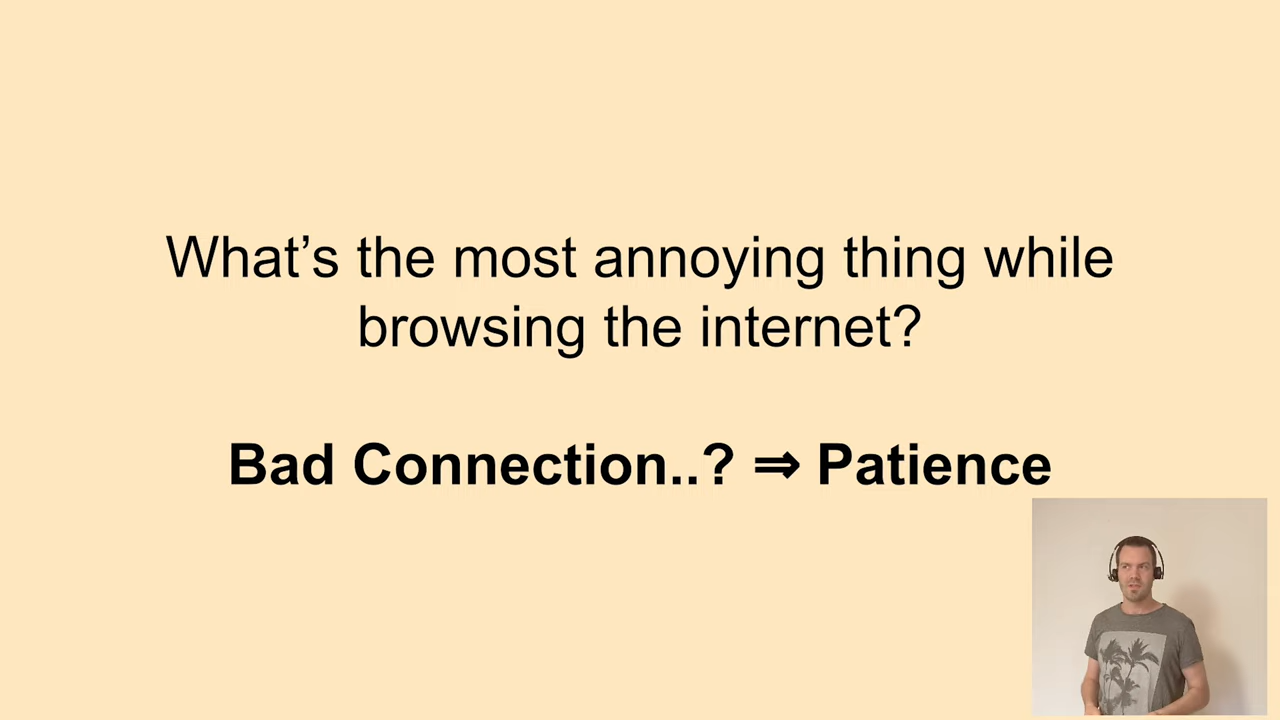 What’s the most annoying thing while
browsing the internet?
Bad Connection..? ⇒ Patience